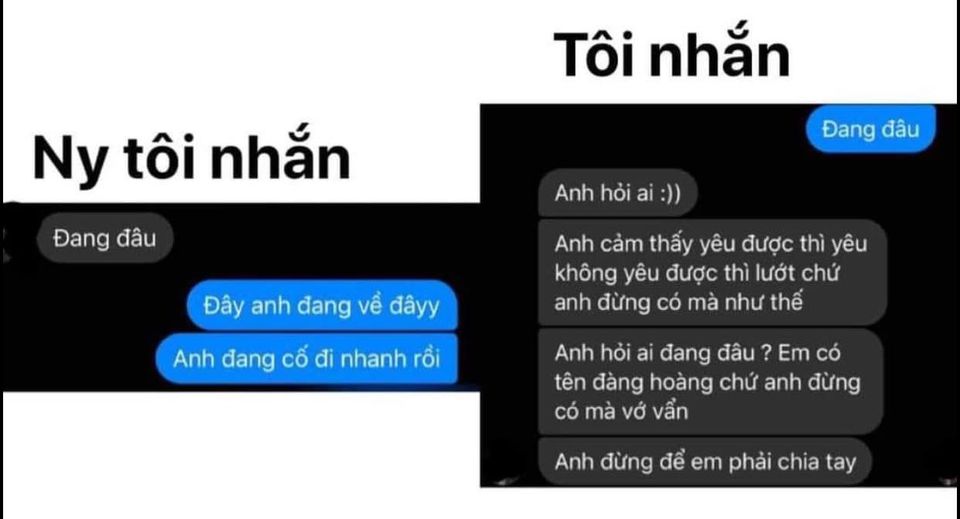 Ny tôi nhắn
Đang đâu
Đây anh đang về đâyy
Anh đang cố đi nhanh rồi
Tôi nhắn
Đang đâu
Anh hỏi ai :))
Anh cảm thấy yêu được thì yêu
không yêu được thì lướt chứ
anh đừng có mà như thế
Anh hỏi ai đang đâu ? Em có
tên đàng hoàng chứ anh đừng
có mà vớ vẩn
Anh đừng để em phải chia tay